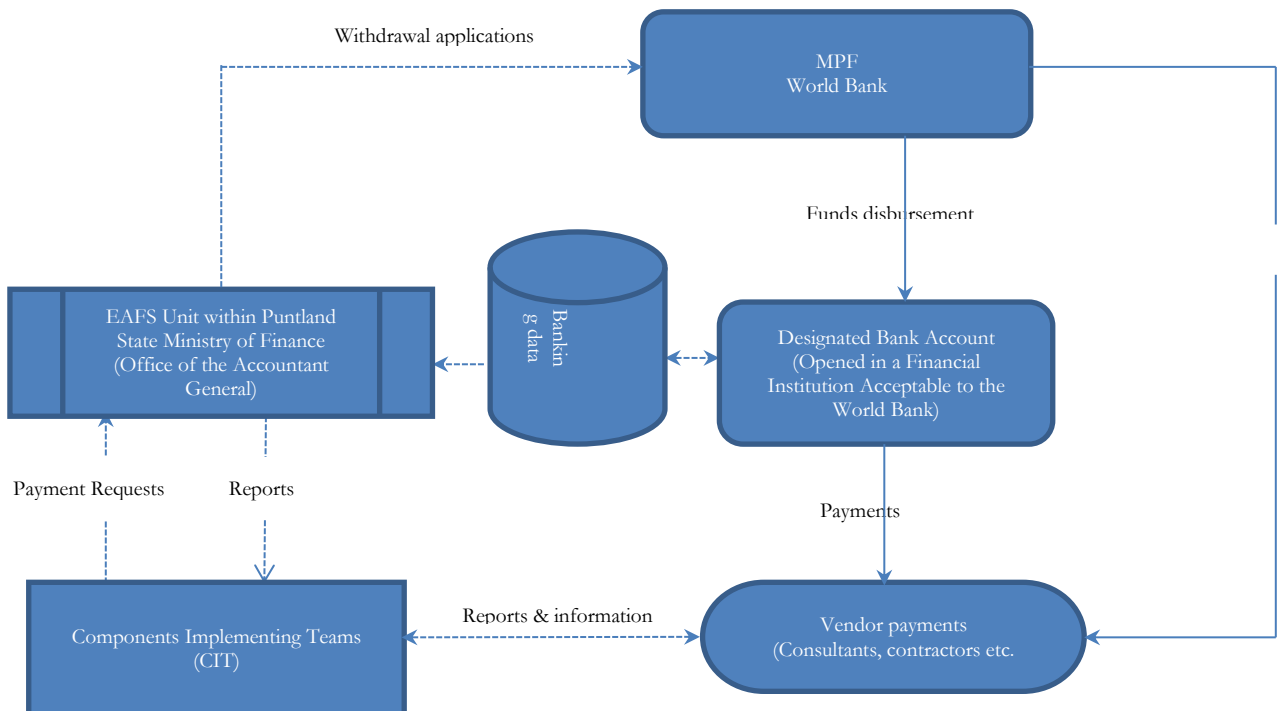 Withdrawal applications
MPF
World Bank
Funds disbursement
Bankin
g data
EAFS Unit within Puntland
State Ministry of Finance
(Office of the Accountant
General)
Designated Bank Account
(Opened in a Financial
Institution Acceptable to the
World Bank)
Payment Requests
Reports
Payments
Components Implementing Teams
(CIT)
Reports & information
Vendor payments
(Consultants, contractors etc.